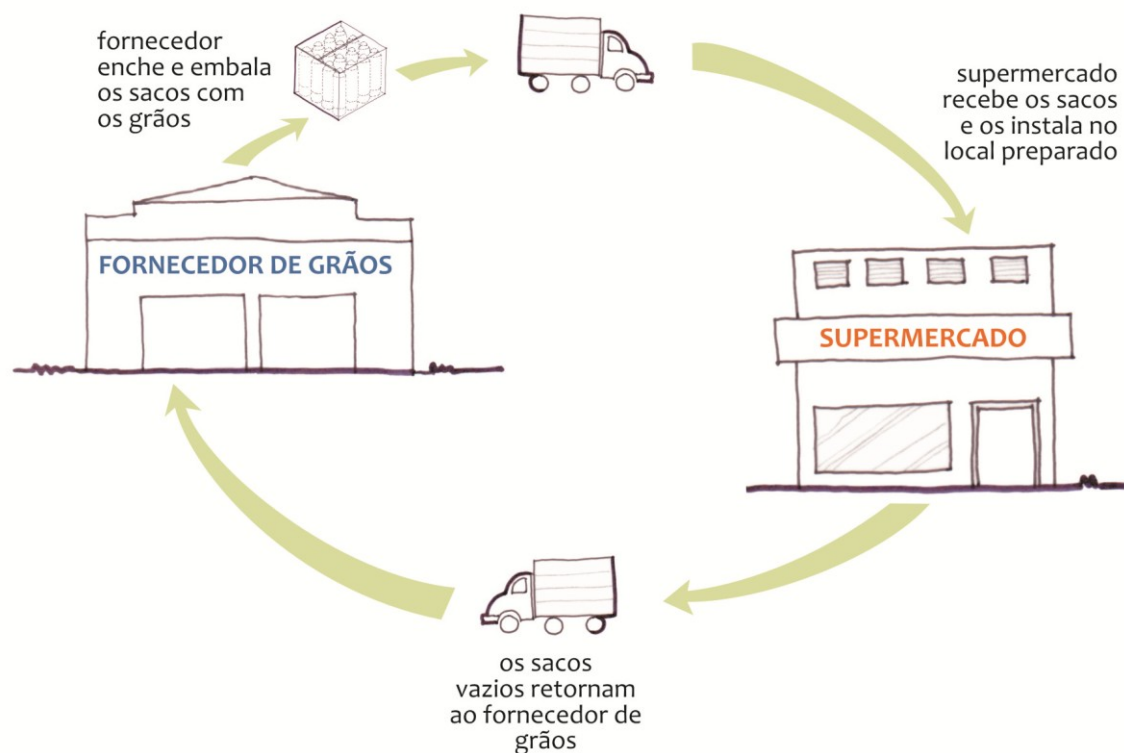 fornecedor
enche e embala
os sacos com
os grãos
supermercado
recebe os sacos
e os instala no
local preparado
FORNECEDOR DE GRÃOS
SUPERMERCADO
os sacos
vazios retornam
ao fornecedor de
grãos